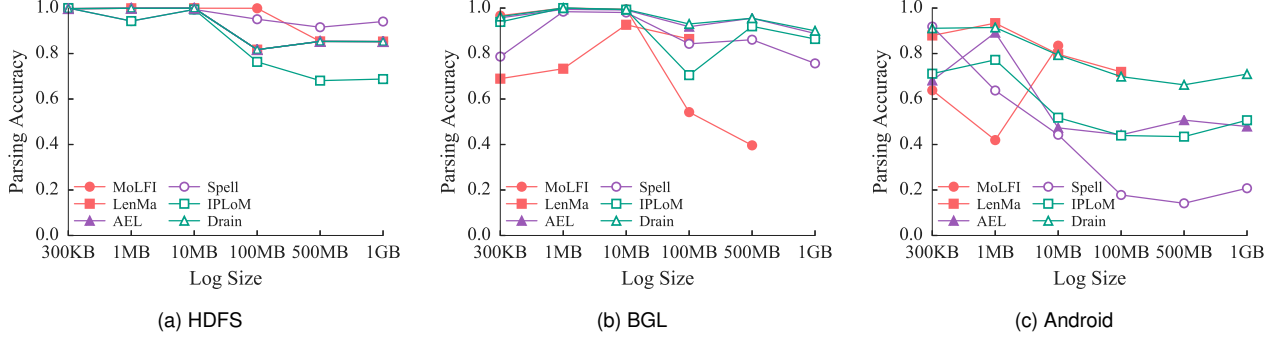 1.0
0.8
0.6
0.4
0.2
0.0
Parsing Accuracy
MoLFI
LenMa
AEL
Spell
IPLoM
Drain
300KB 1MB 10MB 100MB 500MB 1GB
Log Size
(a) HDFS
1.0
0.8
0.6
0.4
0.2
0.0
Parsing Accuracy
MoLFI
LenMa
AEL
Spell
IPLoM
Drain
300KB 1MB 10MB 100MB 500MB 1GB
Log Size
(b) BGL
1.0
0.8
0.6
0.4
0.2
0.0
Parsing Accuracy
MoLFI
LenMa
AEL
Spell
IPLoM
Drain
300KB 1MB 10MB 100MB 500MB 1GB
Log Size
(c) Android